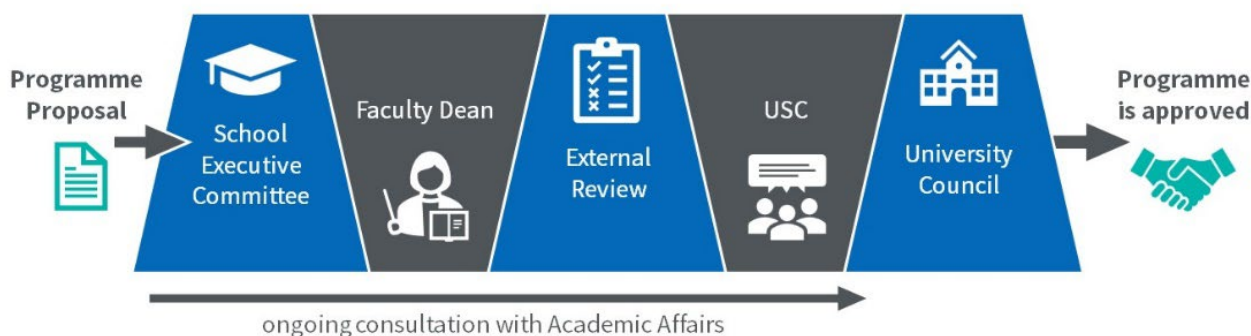 Programme
Proposal
School
Executive
Committee
Faculty Dean
External
Review
USC
University
Council
Programme
is approved
ongoing consultation with Academic Affairs